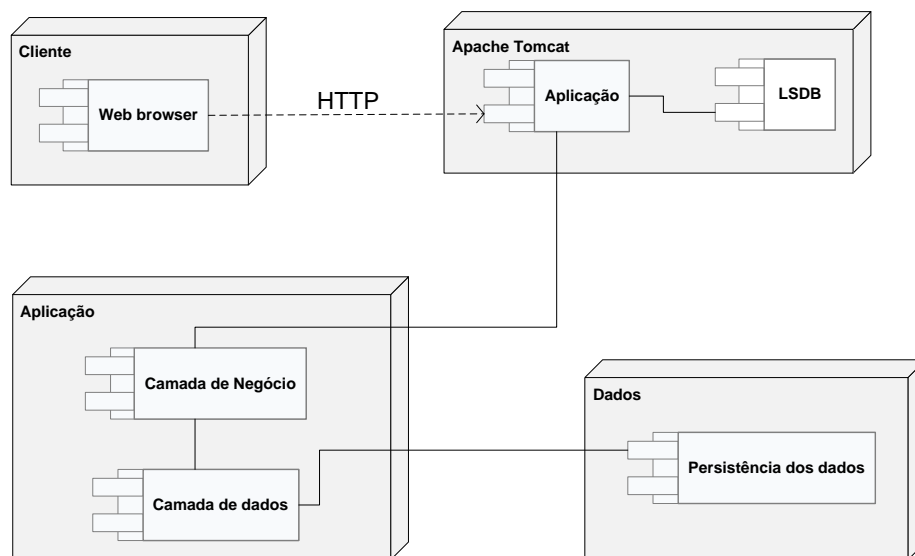 Cliente
Web browser
HTTP
Apache Tomcat
Aplicação
LSDB
Aplicação
Camada de Negócio
Camada de dados
Dados
Persistência dos dados